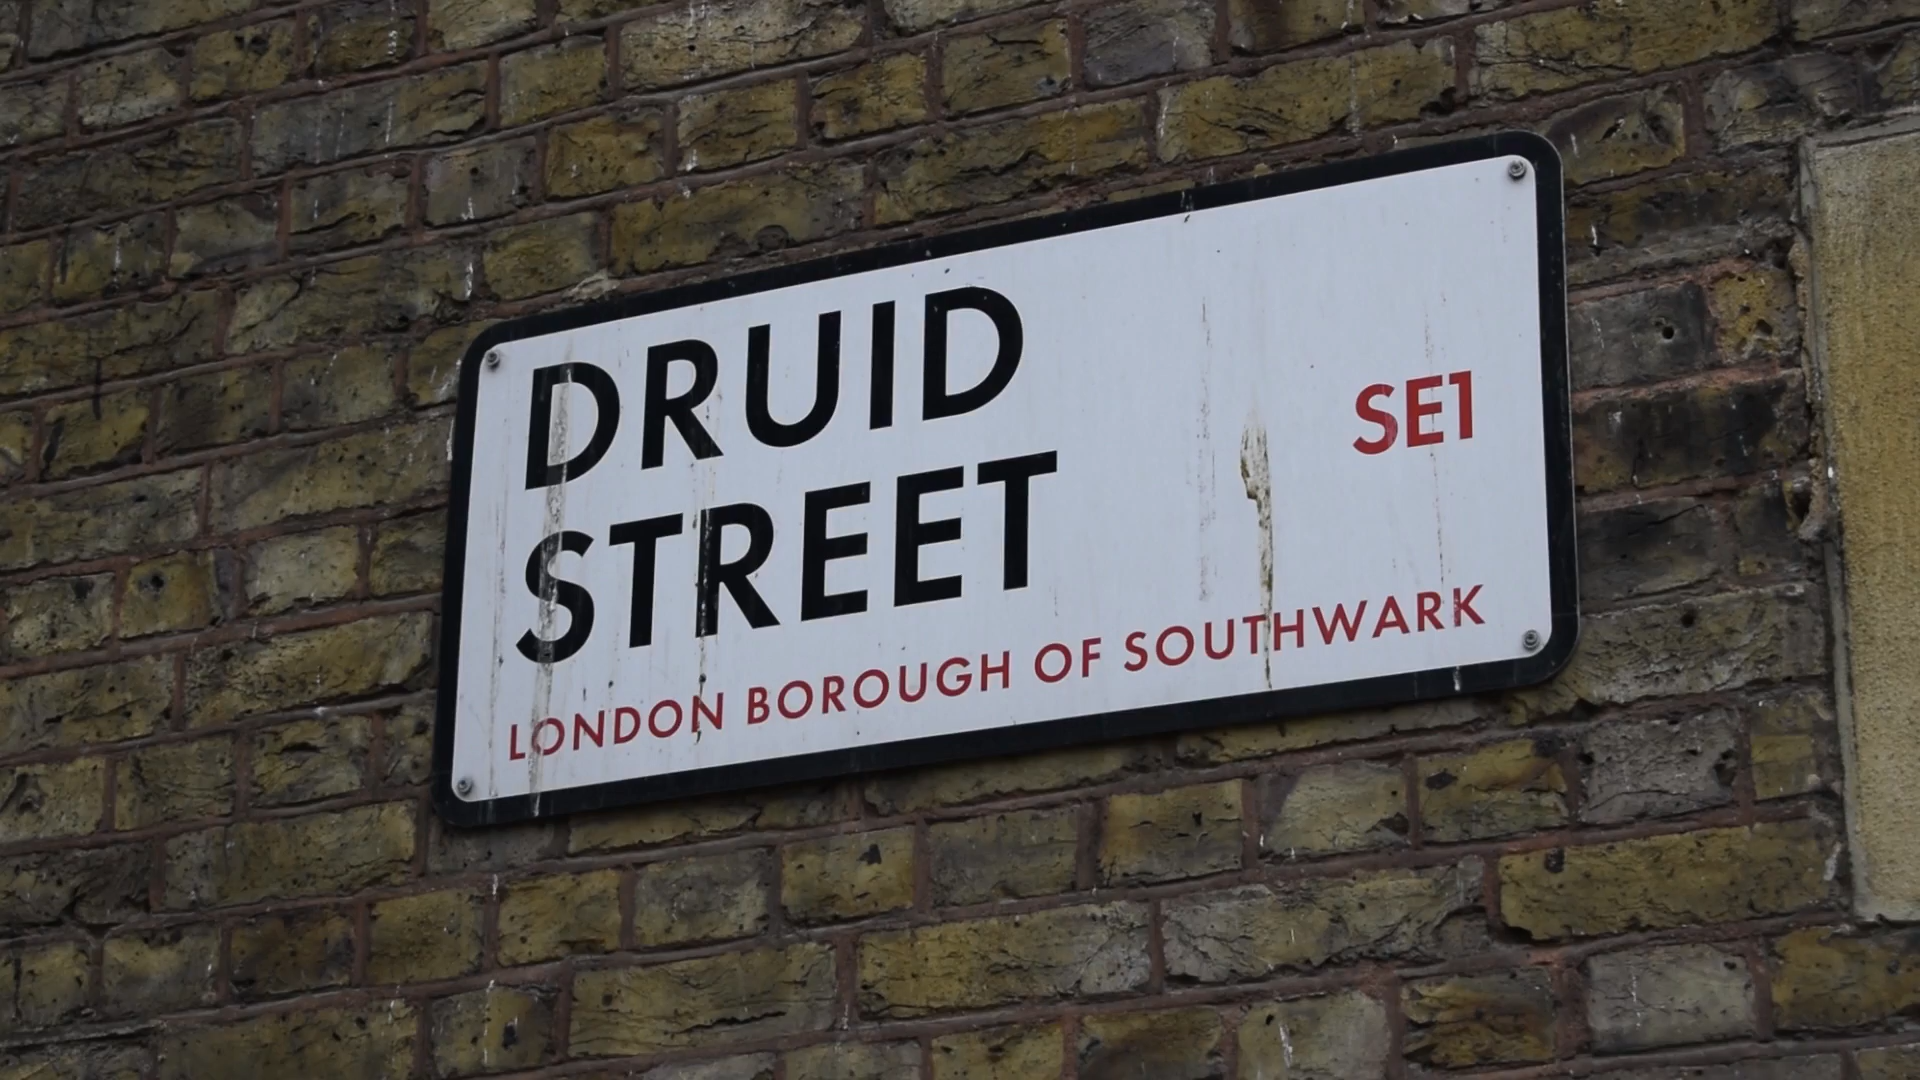 DRUID
STREET
SE1
LONDON BOROUGH OF SOUTHWARK